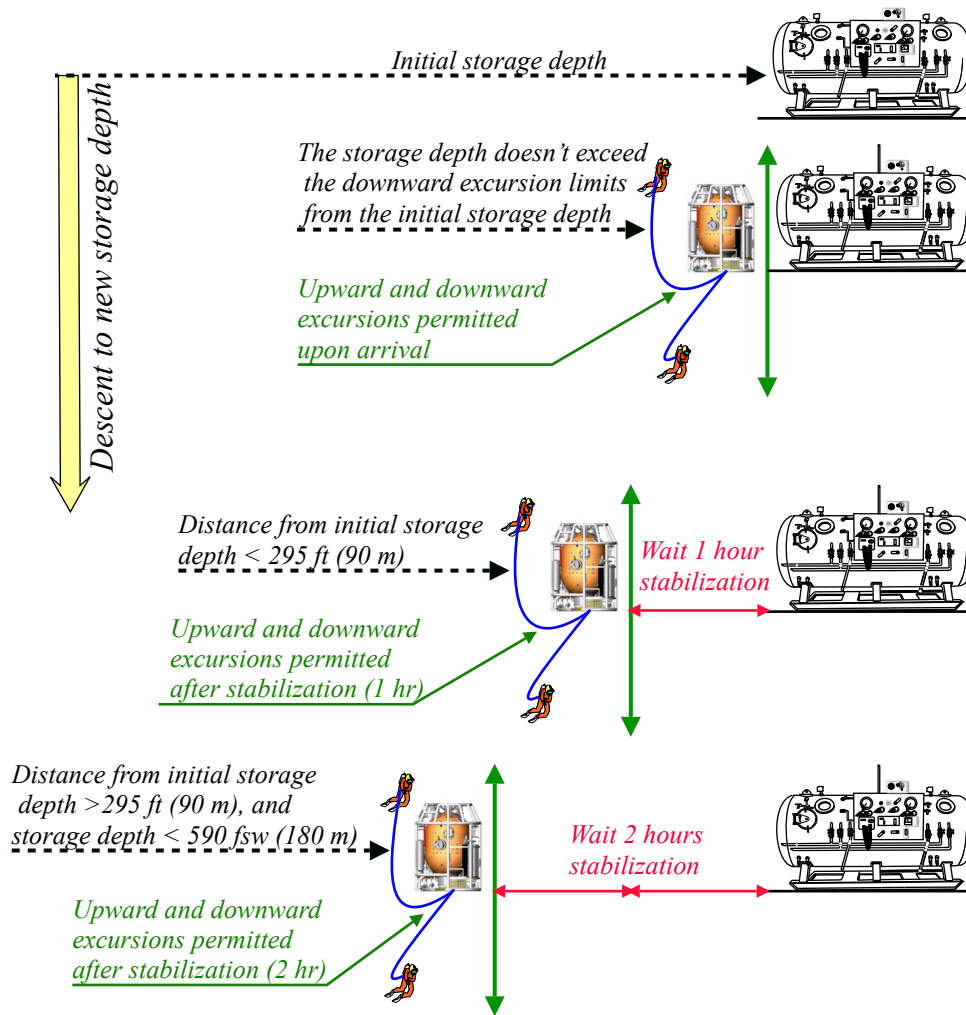 Initial storage depth
Descent to new storage depth
The storage depth doesn't exceed
the downward excursion limits
from the initial storage depth
Upward and downward
excursions permitted
upon arrival
Distance from initial storage
depth < 295 ft (90 m)
Wait 1 hour
stabilization
Upward and downward
excursions permitted
after stabilization (1 hr)
Distance from initial storage
depth >295 ft (90 m), and
storage depth < 590 fsw (180 m)
Wait 2 hours
stabilization
Upward and downward
excursions permitted
after stabilization (2 hr)